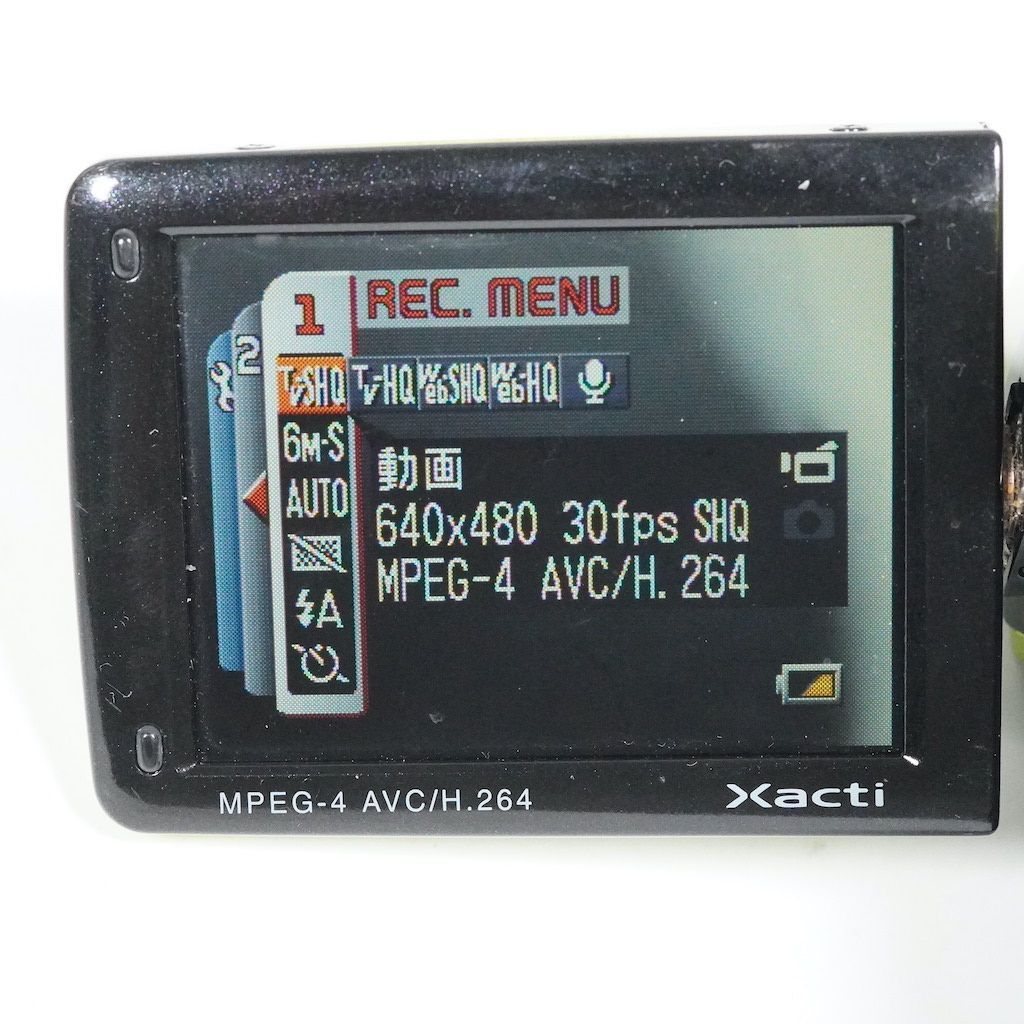 1 REC. MENU
2
TV-SHQ TV-HQ Web-SHQ Web-HQ
6M-S
動画
AUTO
640x480 30fps SHQ
MPEG-4 AVC/H.264
A
MPEG-4 AVC/H.264 Xacti